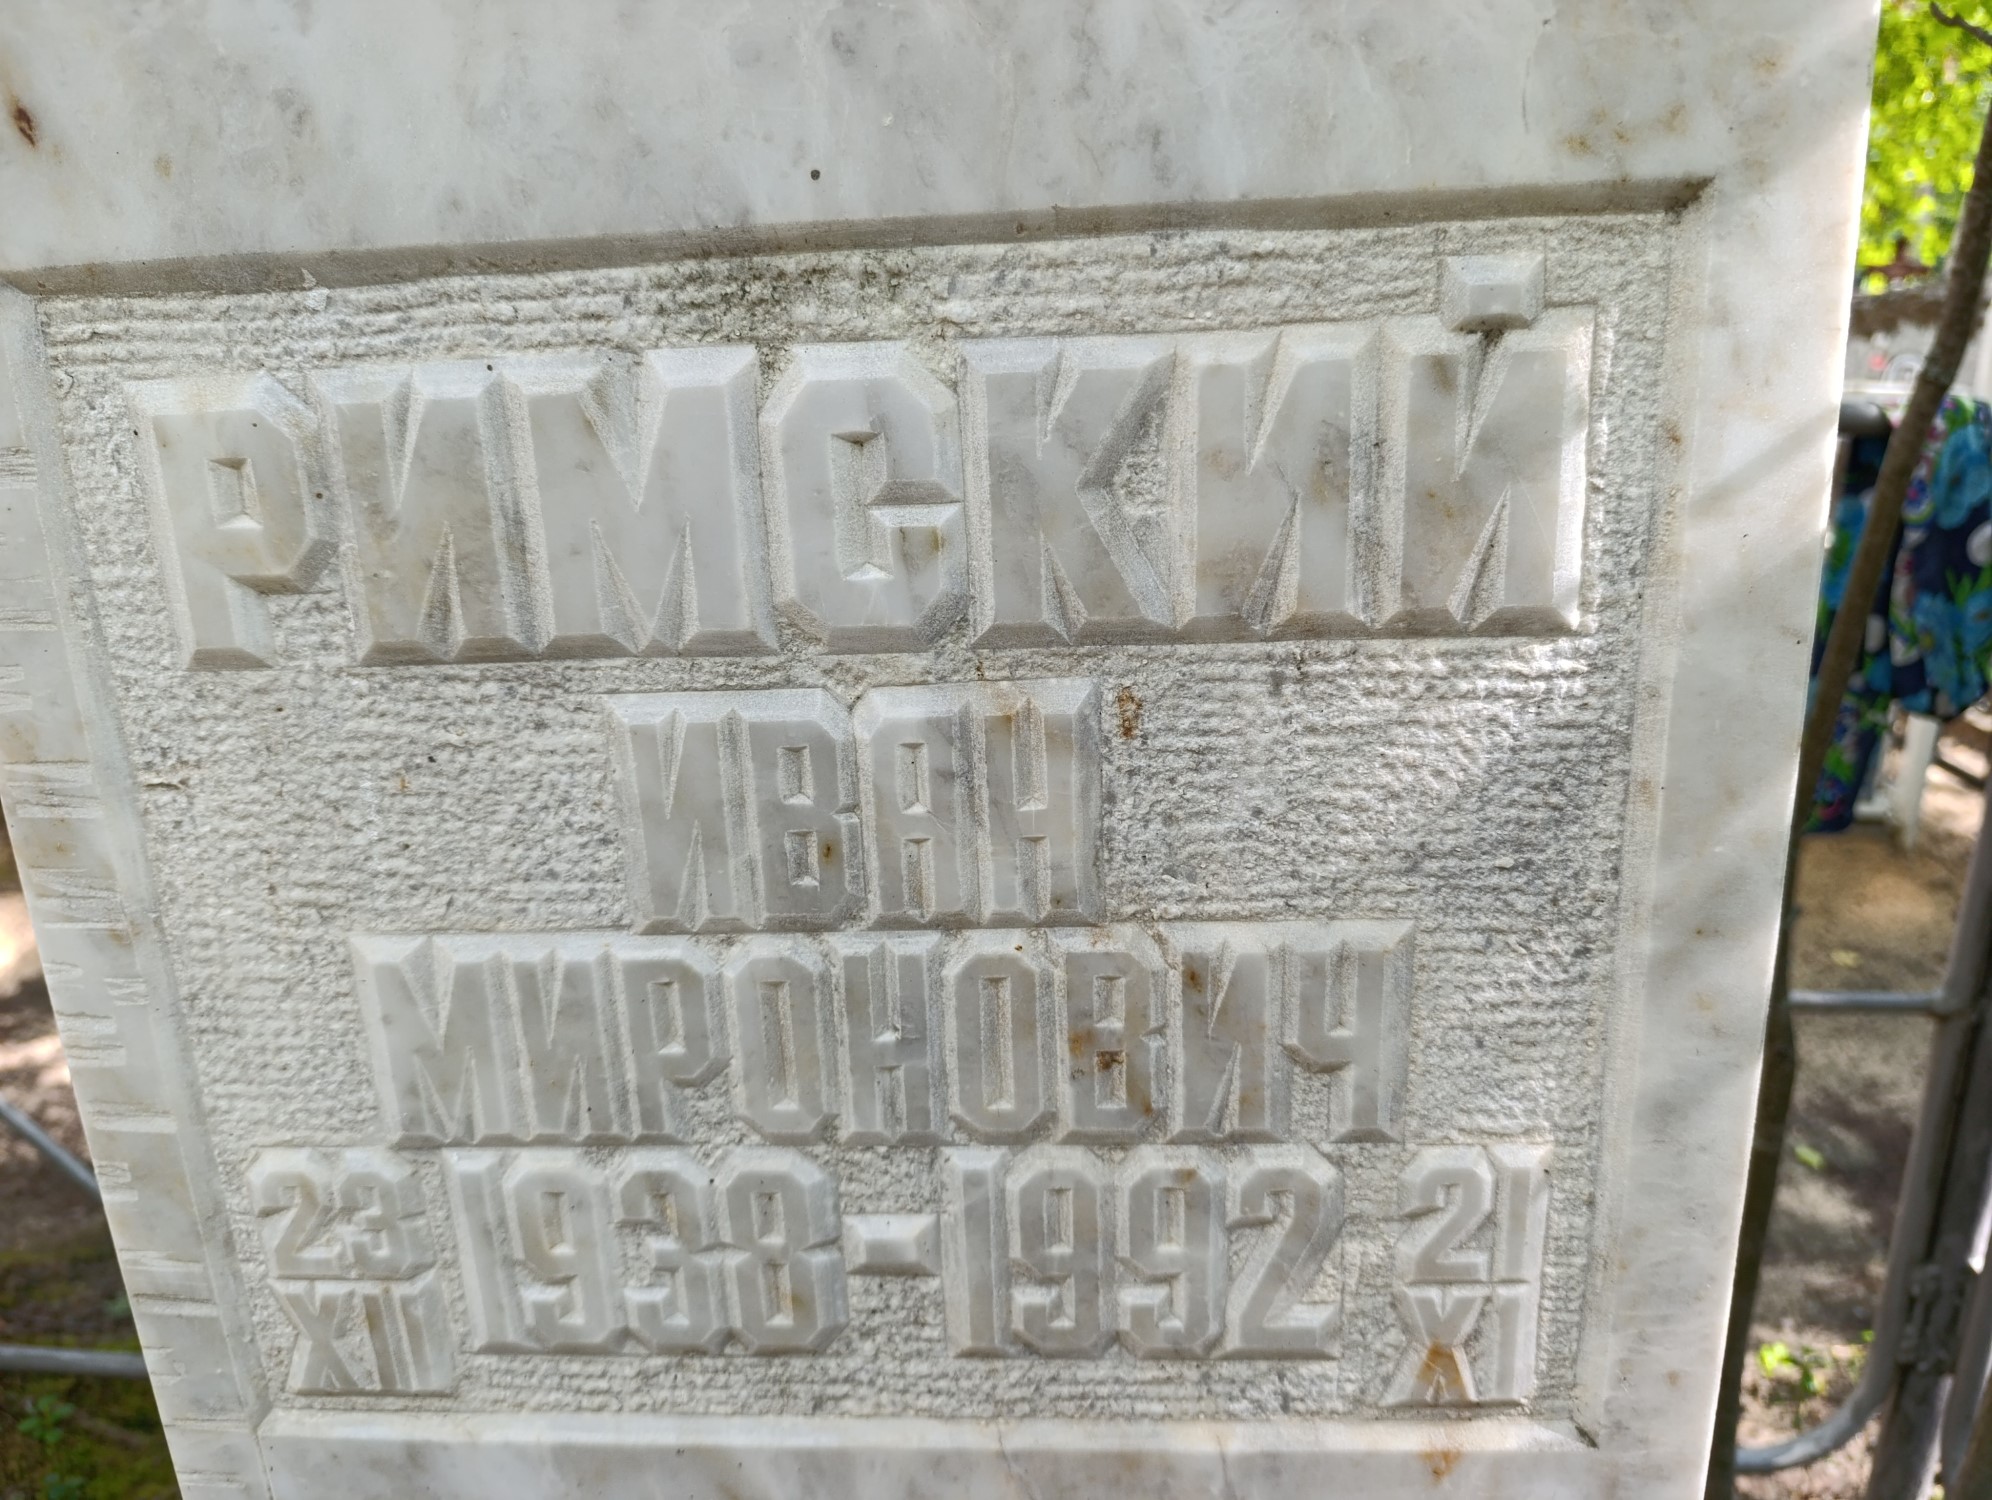 РИМСКИЙ
ИВАН
МИРОНОВИЧ
23 XII 1938-1992 21 XI